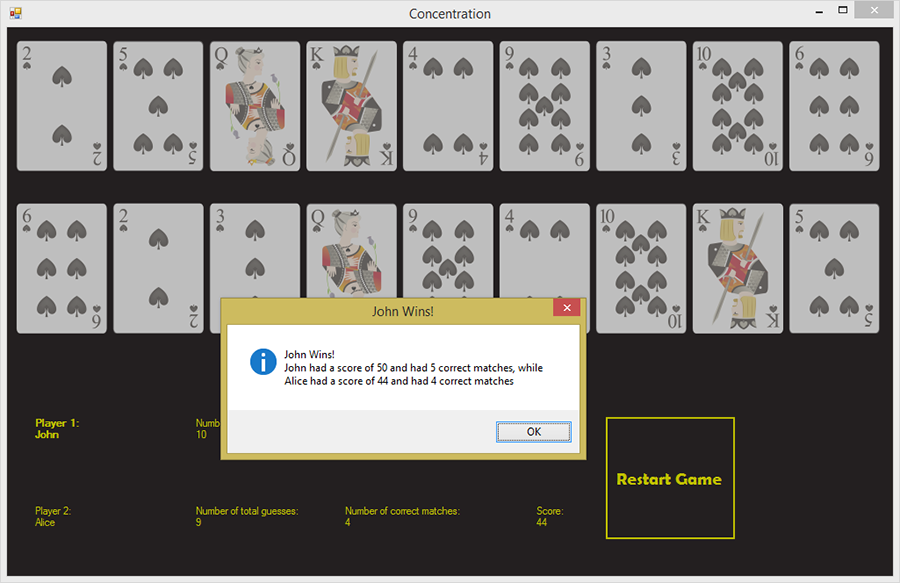 Concentration
2 5 Q K 4 9 3 10 6
2 5 Q K 4 9 3 10 6
6 2 3 Q 9 4 10 K 5
6 2 10 K 5
John Wins!
John Wins!
John had a score of 50 and had 5 correct matches, while
Alice had a score of 44 and had 4 correct matches
OK
Player 1:
John
Numb
10
Restart Game
Player 2:
Alice
Number of total guesses:
9
Number of correct matches:
4
Score:
44